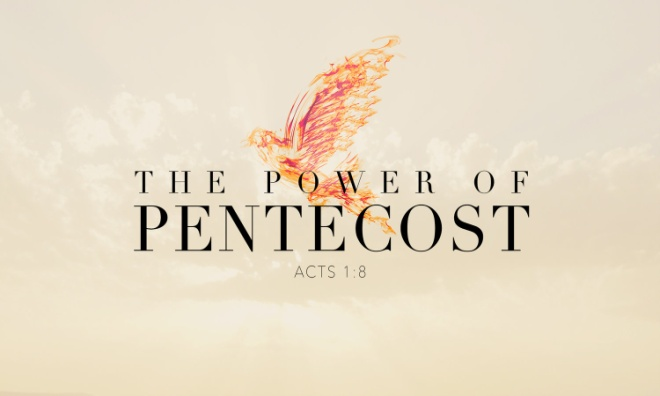 THE POWER OF
PENTECOST
ACTS 1:8